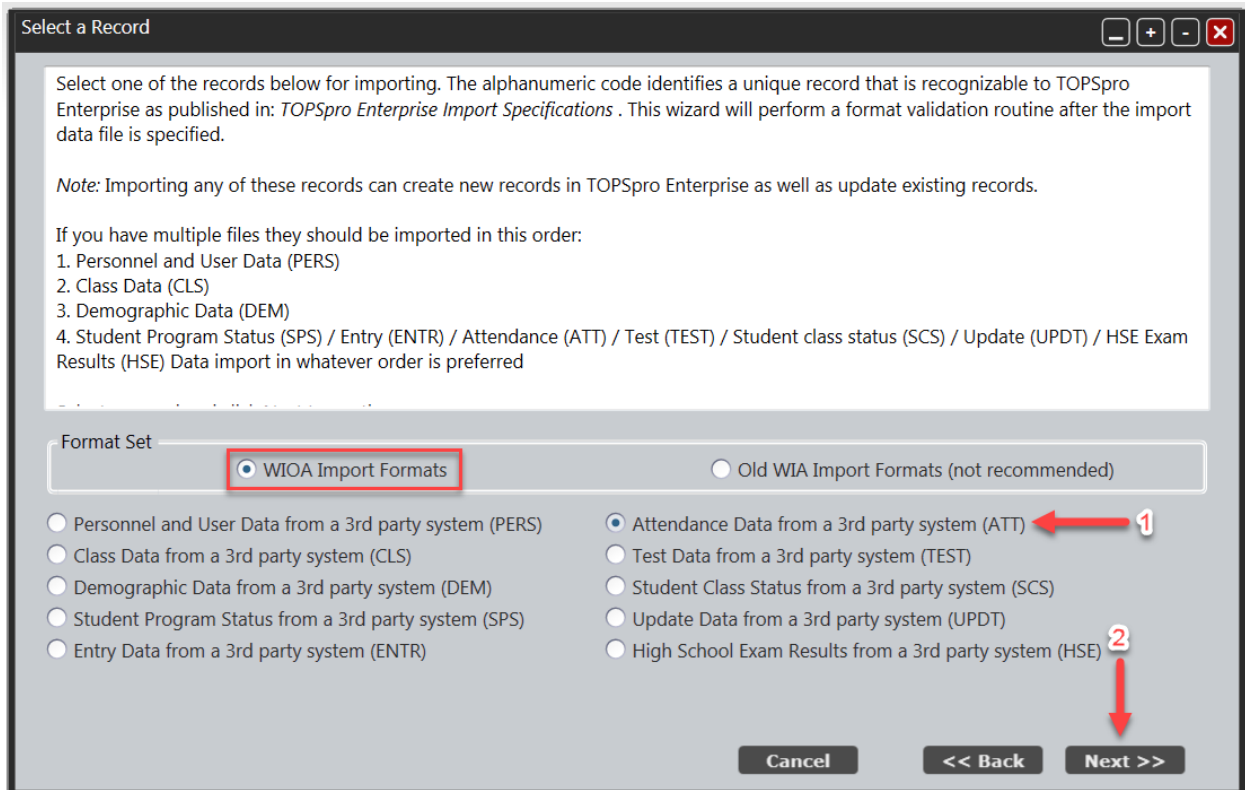 Select a Record
Select one of the records below for importing. The alphanumeric code identifies a unique record that is recognizable to TOPSpro
Enterprise as published in: TOPSpro Enterprise Import Specifications . This wizard will perform a format validation routine after the import
data file is specified.
Note: Importing any of these records can create new records in TOPSpro Enterprise as well as update existing records.
If you have multiple files they should be imported in this order:
1. Personnel and User Data (PERS)
2. Class Data (CLS)
3. Demographic Data (DEM)
4. Student Program Status (SPS) / Entry (ENTR) / Attendance (ATT) / Test (TEST) / Student class status (SCS) / Update (UPDT) / HSE Exam
Results (HSE) Data import in whatever order is preferred
Format Set
WIOA Import Formats
Old WIA Import Formats (not recommended)
Personnel and User Data from a 3rd party system (PERS)
Class Data from a 3rd party system (CLS)
Demographic Data from a 3rd party system (DEM)
Student Program Status from a 3rd party system (SPS)
Entry Data from a 3rd party system (ENTR)
Attendance Data from a 3rd party system (ATT)
1
Test Data from a 3rd party system (TEST)
Student Class Status from a 3rd party system (SCS)
Update Data from a 3rd party system (UPDT)
High School Exam Results from a 3rd party system (HSE)
2
Cancel
<< Back
Next >>